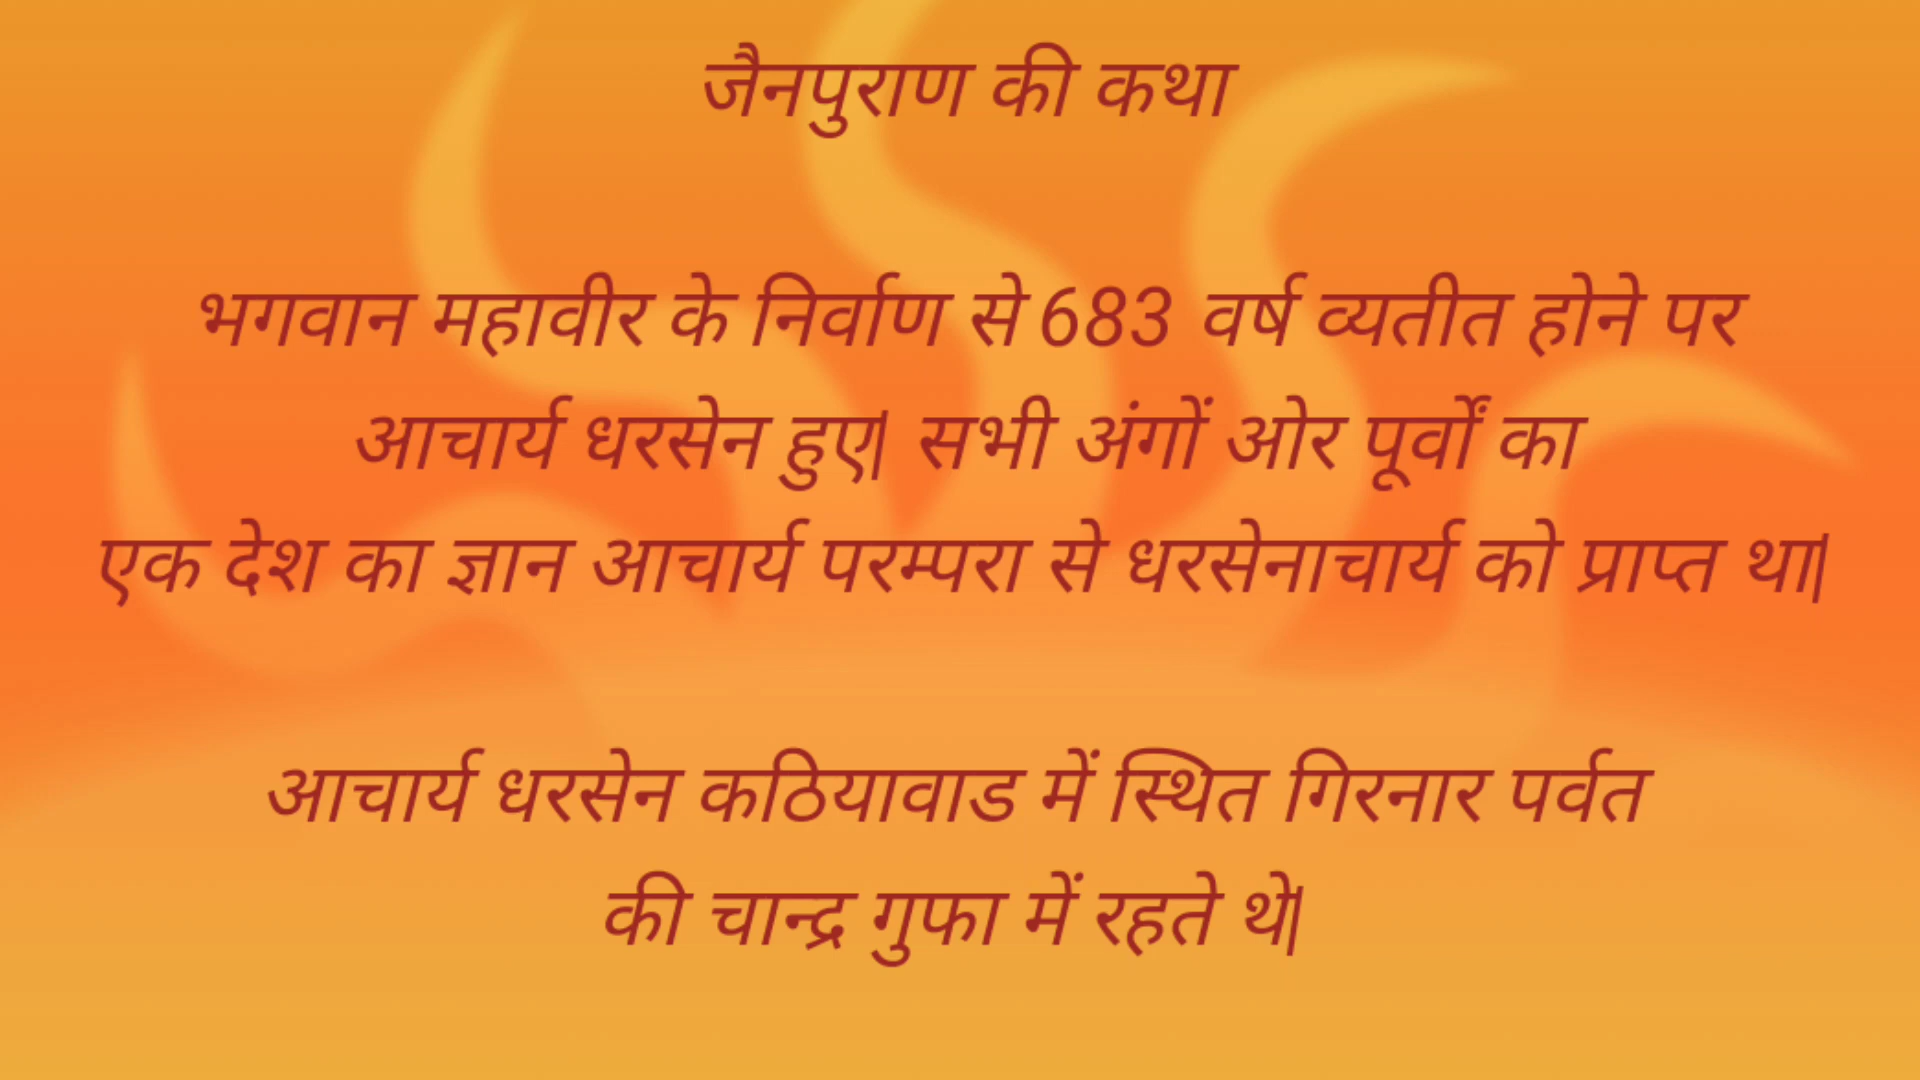 जैनपुराण की कथा
भगवान महावीर के निर्वाण से 683 वर्ष व्यतीत होने पर
आचार्य धरसेन हुए| सभी अंगों ओर पूर्वों का
एक देश का ज्ञान आचार्य परम्परा से धरसेनाचार्य को प्राप्त था|
आचार्य धरसेन कठियावाड में स्थित गिरनार पर्वत
की चान्द्र गुफा में रहते थे|